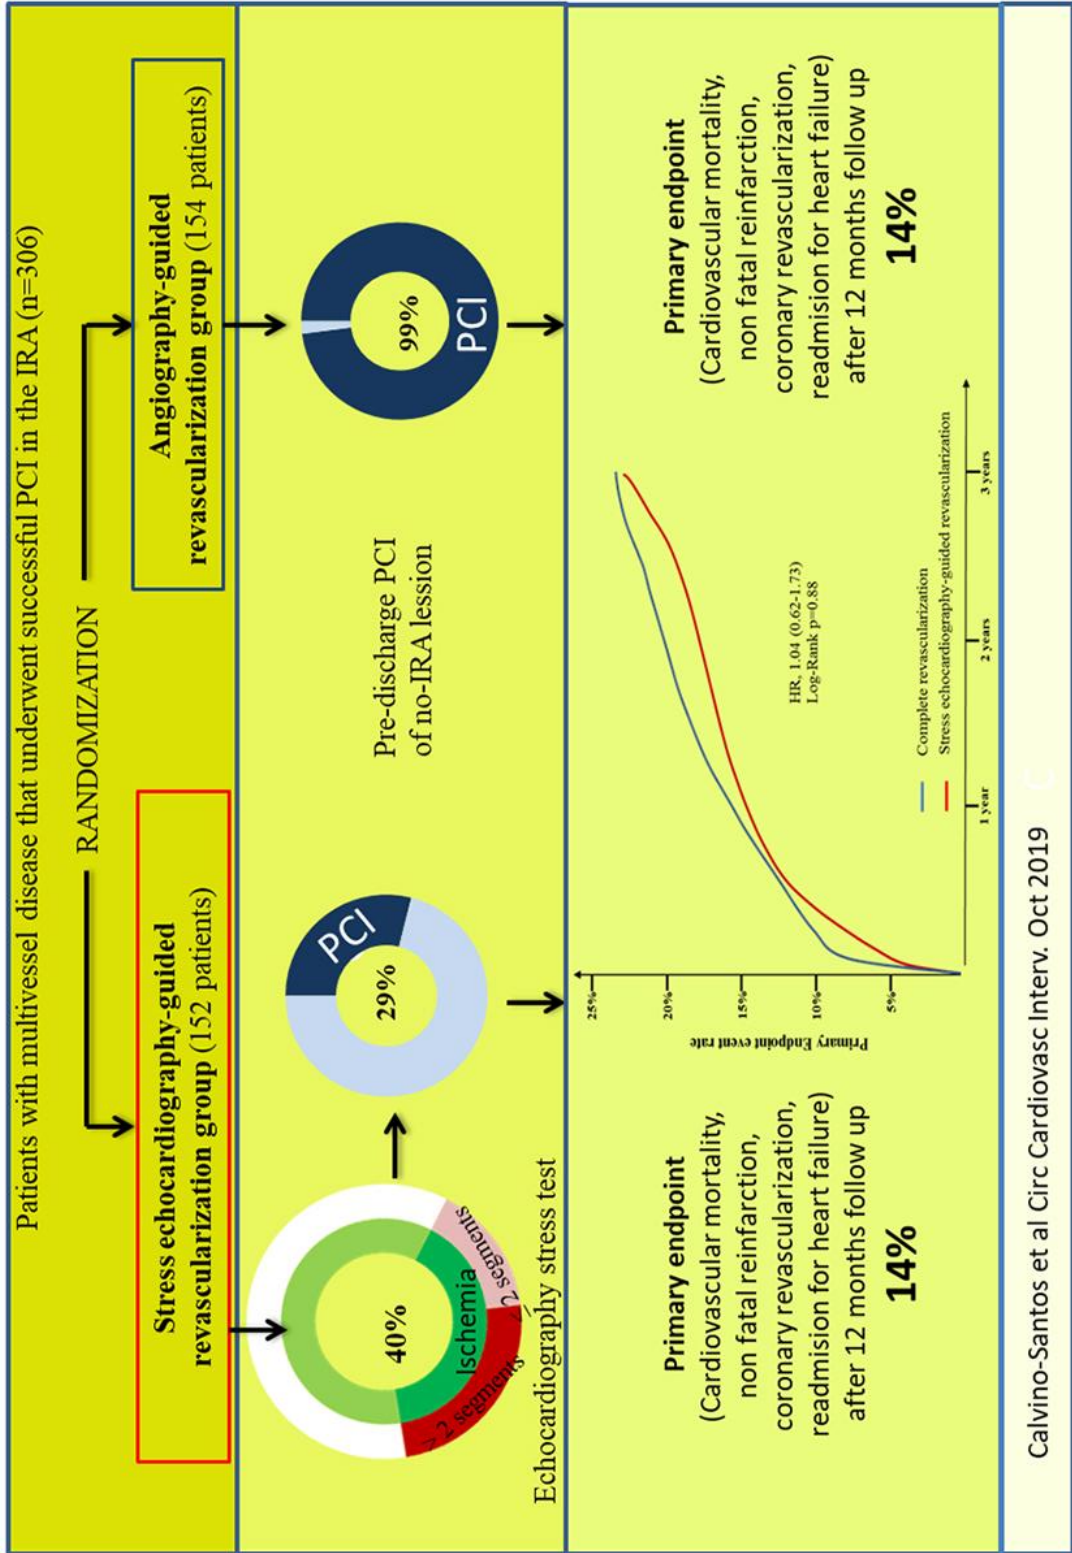 Patients with multivessel disease that underwent successful PCI in the IRA (n=306)
RANDOMIZATION
Stress echocardiography-guided
revascularization group (152 patients)
Angiography-guided
revascularization group (154 patients)
40%
Ischemia
> 2 segments
≤ 2 segments
Echocardiography stress test
29%
PCI
Pre-discharge PCI
of no-IRA lession
99%
PCI
Primary endpoint
(Cardiovascular mortality,
non fatal reinfarction,
coronary revascularization,
readmision for heart failure)
after 12 months follow up
14%
Primary Endpoint event rate
25%
20%
15%
10%
5%
HR, 1.04 (0.62-1.73)
Log-Rank p=0.88
Complete revascularization
Stress echocardiography-guided revascularization
1 year
2 years
3 years
Primary endpoint
(Cardiovascular mortality,
non fatal reinfarction,
coronary revascularization,
readmision for heart failure)
after 12 months follow up
14%
Calvino-Santos et al Circ Cardiovasc Interv. Oct 2019
C